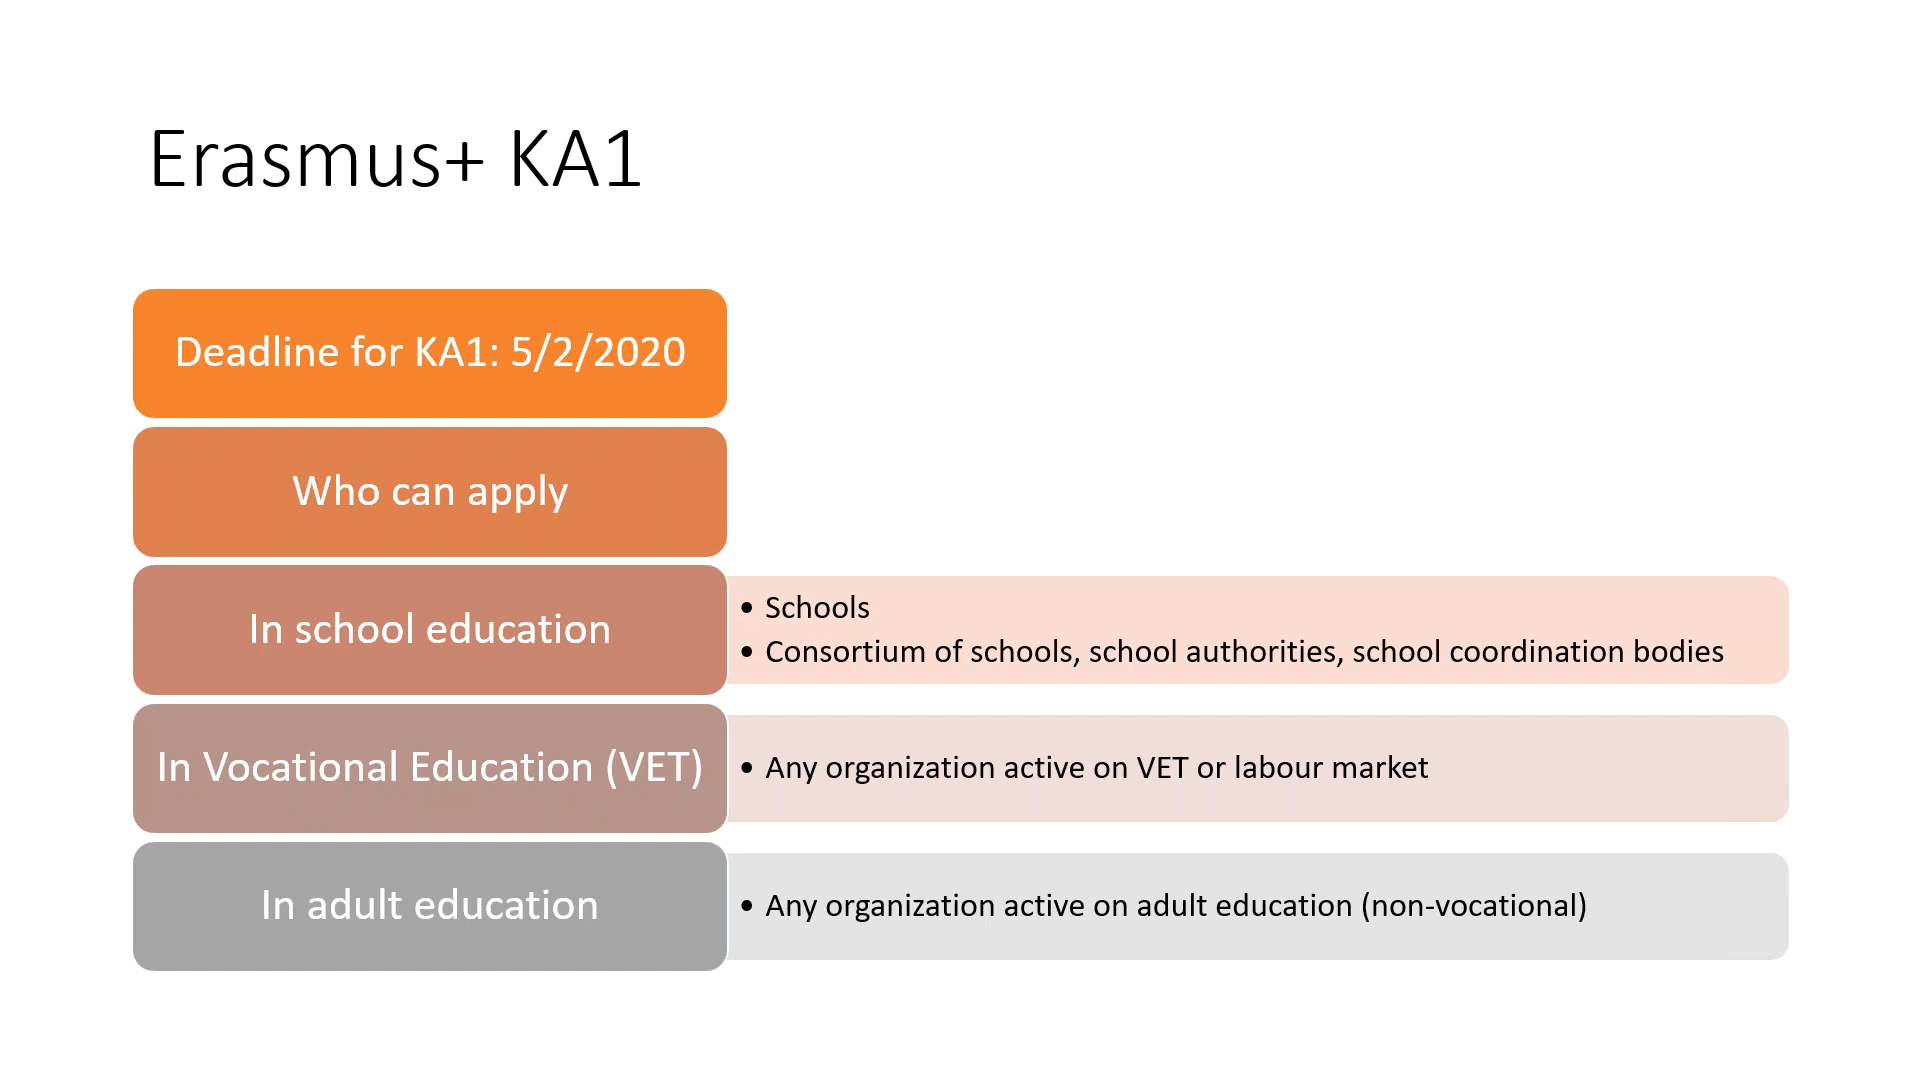 Erasmus+ KA1
Deadline for KA1: 5/2/2020
Who can apply
In school education
• Schools
• Consortium of schools, school authorities, school coordination bodies
In Vocational Education (VET)
• Any organization active on VET or labour market
In adult education
• Any organization active on adult education (non-vocational)